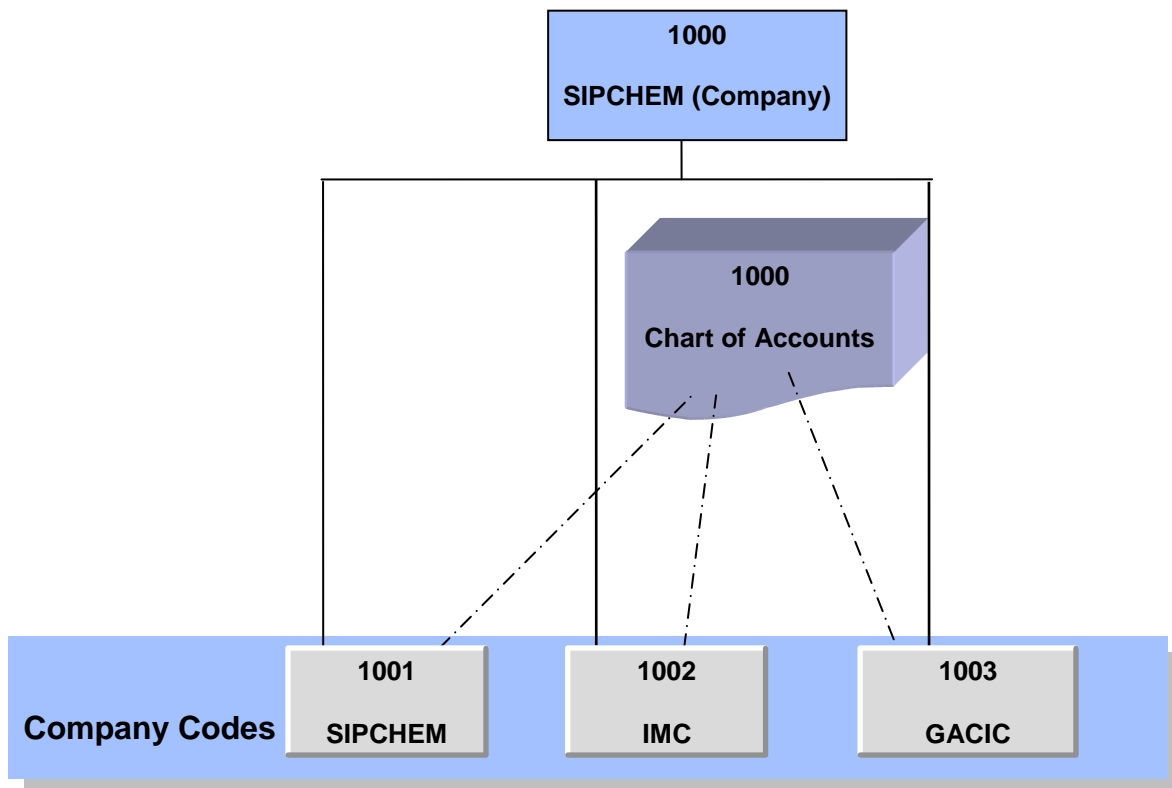 1000
SIPCHEM (Company)
1000
Chart of Accounts
Company Codes
1001
SIPCHEM
1002
IMC
1003
GACIC